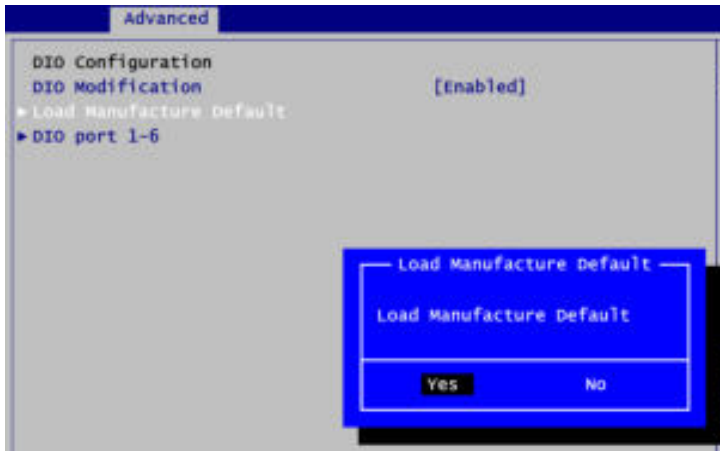 Advanced
DIO Configuration
DIO Modification [Enabled]
Load Manufacture Default
DIO port 1-6
Load Manufacture Default
Load Manufacture Default
Yes No